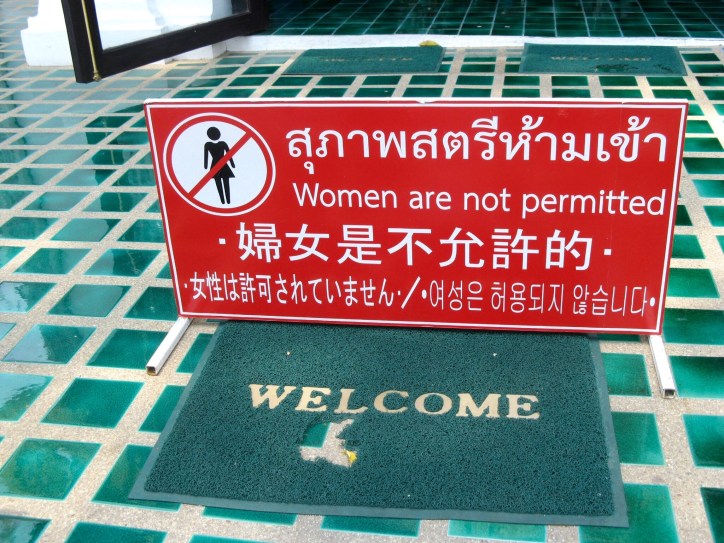 WELCOME
WELCOME
สุภาพสตรีห้ามเข้า
Women are not permitted
·婦女是不允許的·
·女性は許可されていません·/·여성은 허용되지 않습니다·
WELCOME